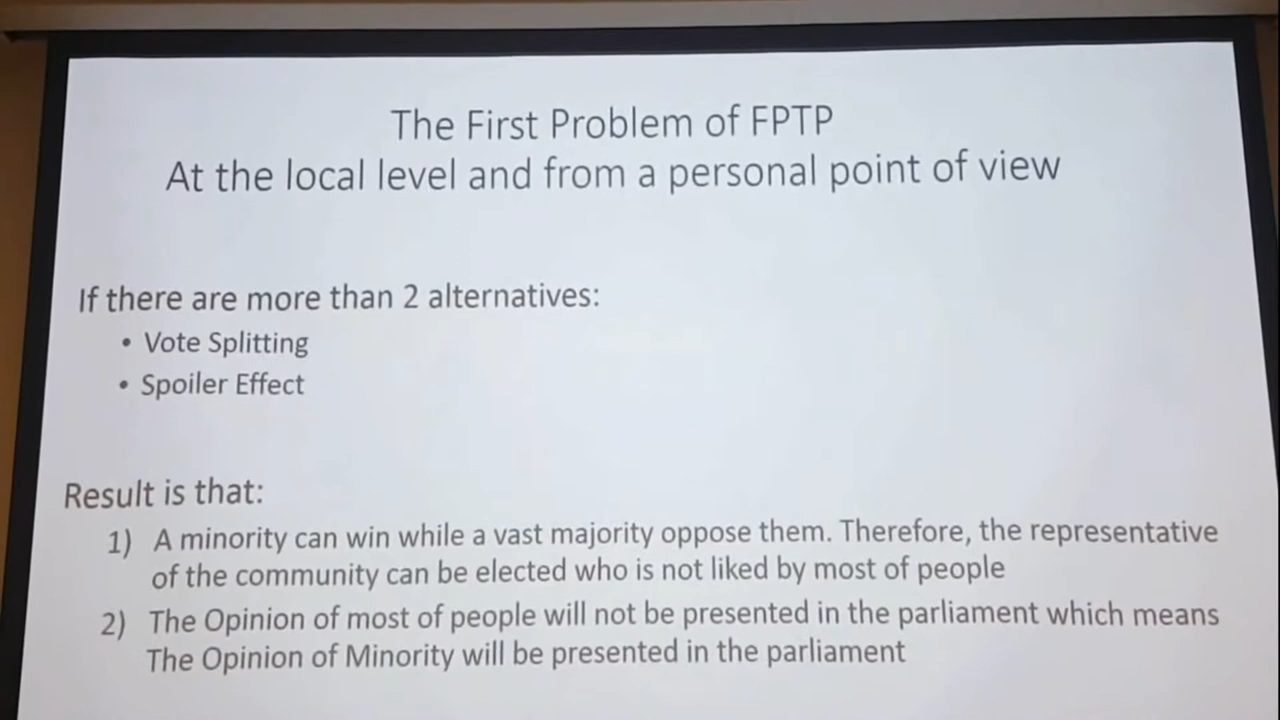 The First Problem of FPTP
At the local level and from a personal point of view
If there are more than 2 alternatives:
• Vote Splitting
• Spoiler Effect
Result is that:
1) A minority can win while a vast majority oppose them. Therefore, the representative
of the community can be elected who is not liked by most of people
2) The Opinion of most of people will not be presented in the parliament which means
The Opinion of Minority will be presented in the parliament